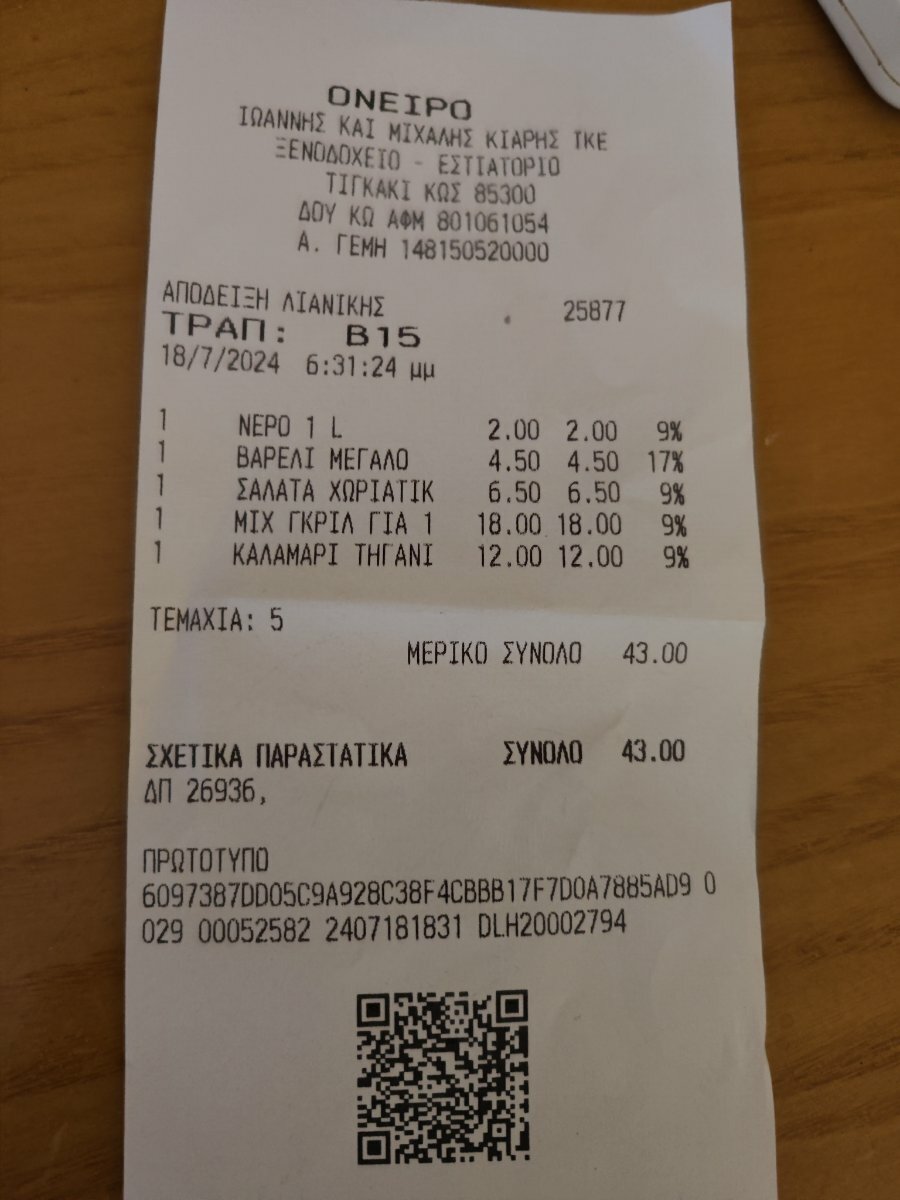 ΟΝΕΙΡΟ
ΙΩΑΝΝΗΣ ΚΑΙ ΜΙΧΑΛΗΣ ΚΙΑΡΗΣ ΙΚΕ
ΞΕΝΟΔΟΧΕΙΟ - ΕΣΤΙΑΤΟΡΙΟ
ΤΙΓΚΑΚΙ ΚΩΣ 85300
ΔΟΥ ΚΩ ΑΦΜ 801061054
Α. ΓΕΜΗ 148150520000
ΑΠΟΔΕΙΞΗ ΛΙΑΝΙΚΗΣ 25877
ΤΡΑΠ: B15
18/7/2024 6:31:24 μμ
1 ΝΕΡΟ 1 L 2.00 2.00 9%
1 ΒΑΡΕΛΙ ΜΕΓΑΛΟ 4.50 4.50 17%
1 ΣΑΛΑΤΑ ΧΩΡΙΑΤΙΚ 6.50 6.50 9%
1 ΜΙΧ ΓΚΡΙΛ ΓΙΑ 1 18.00 18.00 9%
1 ΚΑΛΑΜΑΡΙ ΤΗΓΑΝΙ 12.00 12.00 9%
ΤΕΜΑΧΙΑ: 5
ΜΕΡΙΚΟ ΣΥΝΟΛΟ 43.00
ΣΧΕΤΙΚΑ ΠΑΡΑΣΤΑΤΙΚΑ ΣΥΝΟΛΟ 43.00
ΔΠ 26936,
ΠΡΩΤΟΤΥΠΟ
6097387DD05C9A928C38F4CBBB17F7D0A7885AD9 0
029 00052582 2407181831 DLH20002794